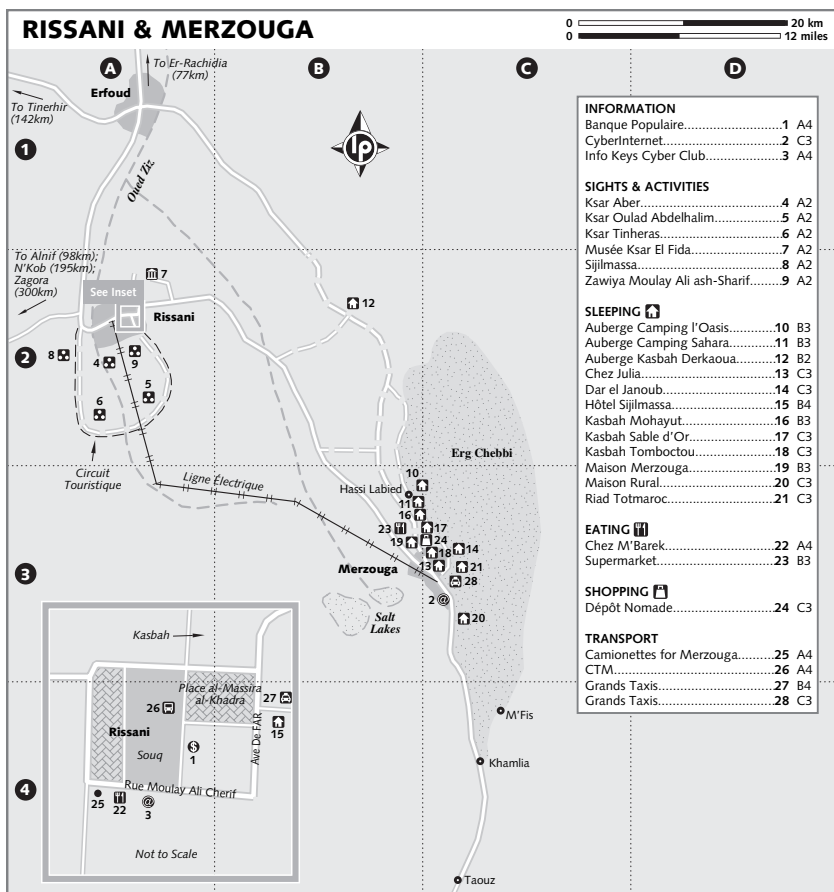 RISSANI & MERZOUGA
0 20 km
0 12 miles
A B C D
To Er-Rachidia
(77km)
Erfoud
To Tinerhir
(142km)
1
lp
Oued Ziz
To Alnif (98km);
N'Kob (195km);
Zagora
(300km)
7
See Inset
Rissani
12
2
8
4
9
5
6
Circuit
Touristique
Ligne Électrique
Erg Chebbi
10
Hassi Labied
11
16
23
17
24
19
18
14
Merzouga
13
21
28
3
2 @
20
Salt
Lakes
Kasbah
Place al-Massira
al-Khadra
26
27
Rissani
15
Souq
$
1
Ave De FAR
Rue Moulay Ali Cherif
4
25
22
@
3
Not to Scale
M'Fis
Khamlia
Taouz
INFORMATION
Banque Populaire..............................1 A4
CyberInternet....................................2 C3
Info Keys Cyber Club.........................3 A4
SIGHTS & ACTIVITIES
Ksar Aber..........................................4 A2
Ksar Oulad Abdelhalim......................5 A2
Ksar Tinheras....................................6 A2
Musée Ksar El Fida............................7 A2
Sijilmassa..........................................8 A2
Zawiya Moulay Ali ash-Sharif............9 A2
SLEEPING
Auberge Camping l'Oasis.................10 B3
Auberge Camping Sahara.................11 B3
Auberge Kasbah Derkaoua...............12 B2
Chez Julia........................................13 C3
Dar el Janoub..................................14 C3
Hôtel Sijilmassa...............................15 B4
Kasbah Mohayut..............................16 B3
Kasbah Sable d'Or...........................17 C3
Kasbah Tomboctou..........................18 C3
Maison Merzouga............................19 B3
Maison Rural...................................20 C3
Riad Totmaroc.................................21 C3
EATING
Chez M'Barek..................................22 A4
Supermarket....................................23 B3
SHOPPING
Dépôt Nomade................................24 C3
TRANSPORT
Camionettes for Merzouga...............25 A4
CTM................................................26 A4
Grands Taxis....................................27 B4
Grands Taxis....................................28 C3